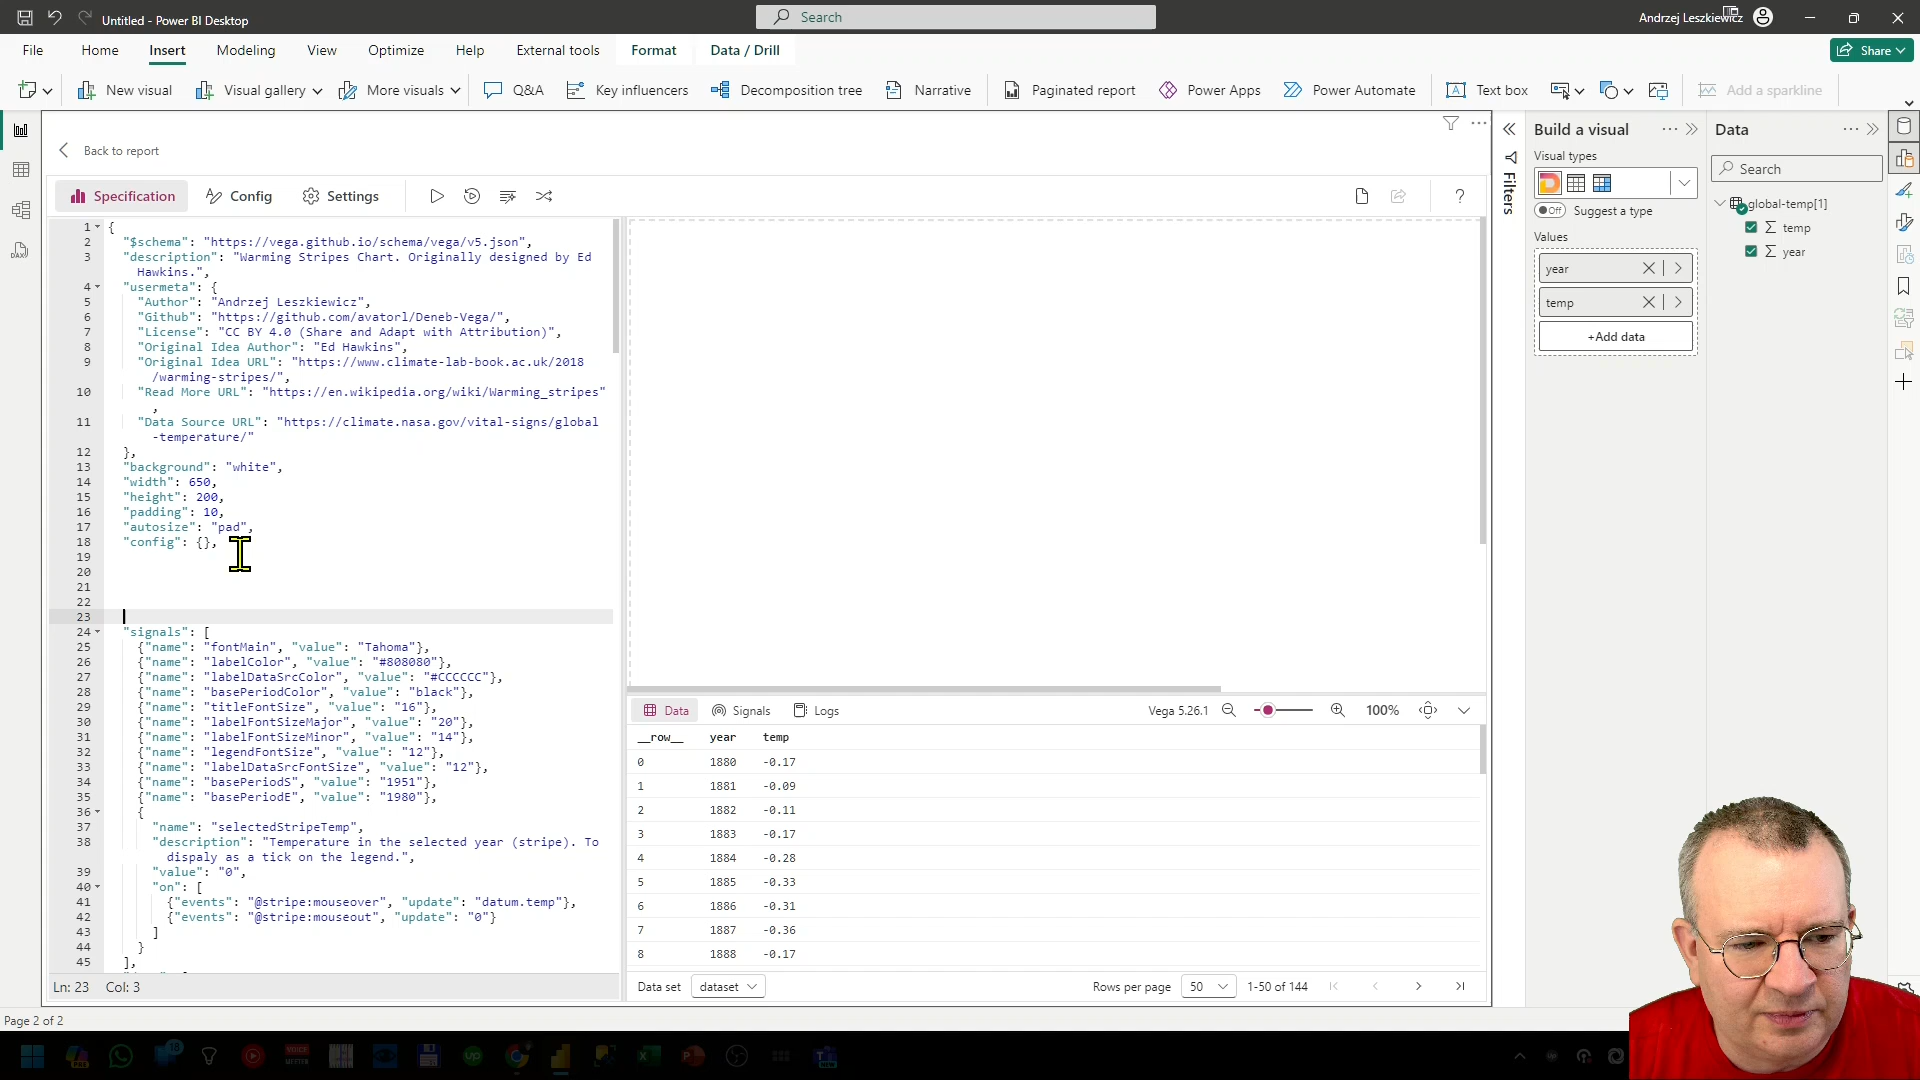 Untitled - Power BI Desktop
Search
Andrzej Leszkiewicz
File Home Insert Modeling View Optimize Help External tools Format Data / Drill
Share
New visual Visual gallery More visuals Q&A Key influencers Decomposition tree Narrative Paginated report Power Apps Power Automate Text box Add a sparkline
Back to report
Specification Config Settings
1 {
2 "$schema": "https://vega.github.io/schema/vega/v5.json",
3 "description": "Warming Stripes Chart. Originally designed by Ed
Hawkins.",
4 "usermeta": {
5 "Author": "Andrzej Leszkiewicz",
6 "Github": "https://github.com/avatorl/Deneb-Vega/",
7 "License": "CC BY 4.0 (Share and Adapt with Attribution)",
8 "Original Idea Author": "Ed Hawkins",
9 "Original Idea URL": "https://www.climate-lab-book.ac.uk/2018
/warming-stripes/",
10 "Read More URL": "https://en.wikipedia.org/wiki/Warming_stripes"
,
11 "Data Source URL": "https://climate.nasa.gov/vital-signs/global
-temperature/"
12 },
13 "background": "white",
14 "width": 650,
15 "height": 200,
16 "padding": 10,
17 "autosize": "pad",
18 "config": {},
19
20
21
22
23
24 "signals": [
25 {"name": "fontMain", "value": "Tahoma"},
26 {"name": "labelColor", "value": "#808080"},
27 {"name": "labelDataSrcColor", "value": "#CCCCCC"},
28 {"name": "basePeriodColor", "value": "black"},
29 {"name": "titleFontSize", "value": "16"},
30 {"name": "labelFontSizeMajor", "value": "20"},
31 {"name": "labelFontSizeMinor", "value": "14"},
32 {"name": "legendFontSize", "value": "12"},
33 {"name": "labelDataSrcFontSize", "value": "12"},
34 {"name": "basePeriodS", "value": "1951"},
35 {"name": "basePeriodE", "value": "1980"},
36 {
37 "name": "selectedStripeTemp",
38 "description": "Temperature in the selected year (stripe). To
dispaly as a tick on the legend.",
39 "value": "0",
40 "on": [
41 {"events": "@stripe:mouseover", "update": "datum.temp"},
42 {"events": "@stripe:mouseout", "update": "0"}
43 ]
44 }
45 ],
Ln: 23 Col: 3
Data Signals Logs Vega 5.26.1 100%
__row__ year temp
0 1880 -0.17
1 1881 -0.09
2 1882 -0.11
3 1883 -0.17
4 1884 -0.28
5 1885 -0.33
6 1886 -0.31
7 1887 -0.36
8 1888 -0.17
Data set dataset Rows per page 50 1-50 of 144
Filters
Build a visual
Visual types
Off Suggest a type
Values
year
temp
+Add data
Data
Search
global-temp[1]
temp
year
Page 2 of 2